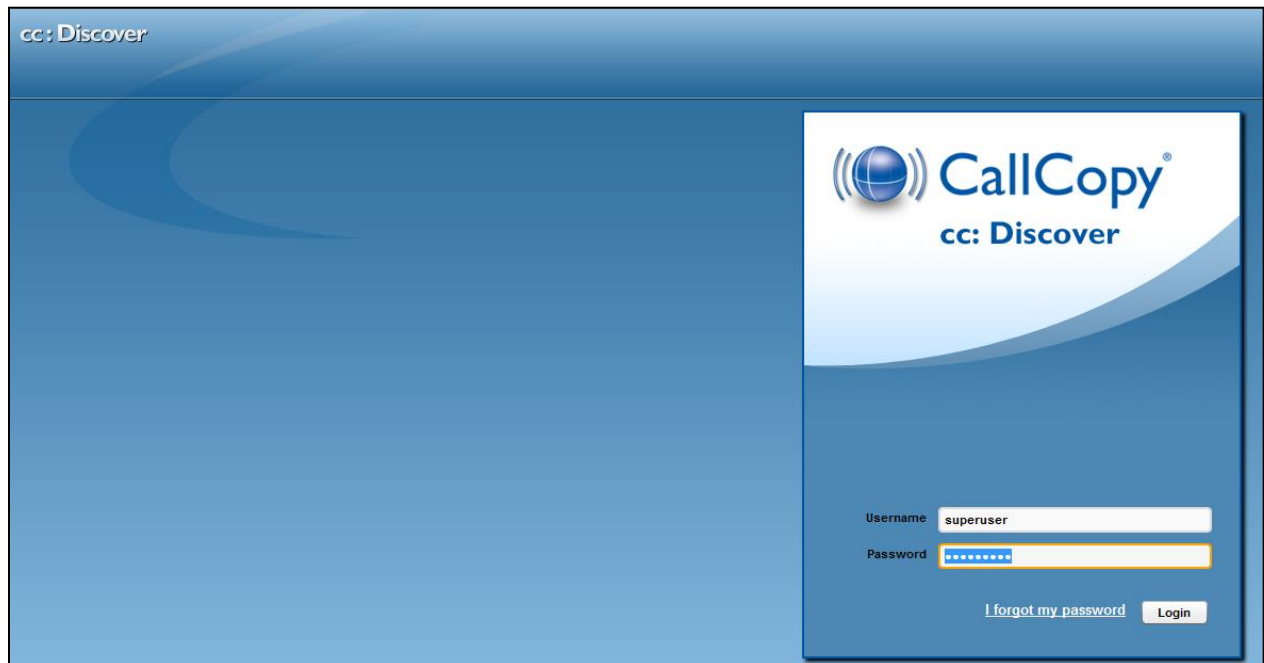 cc: Discover
CallCopy®
cc: Discover
Username superuser
Password •••••••••
I forgot my password Login